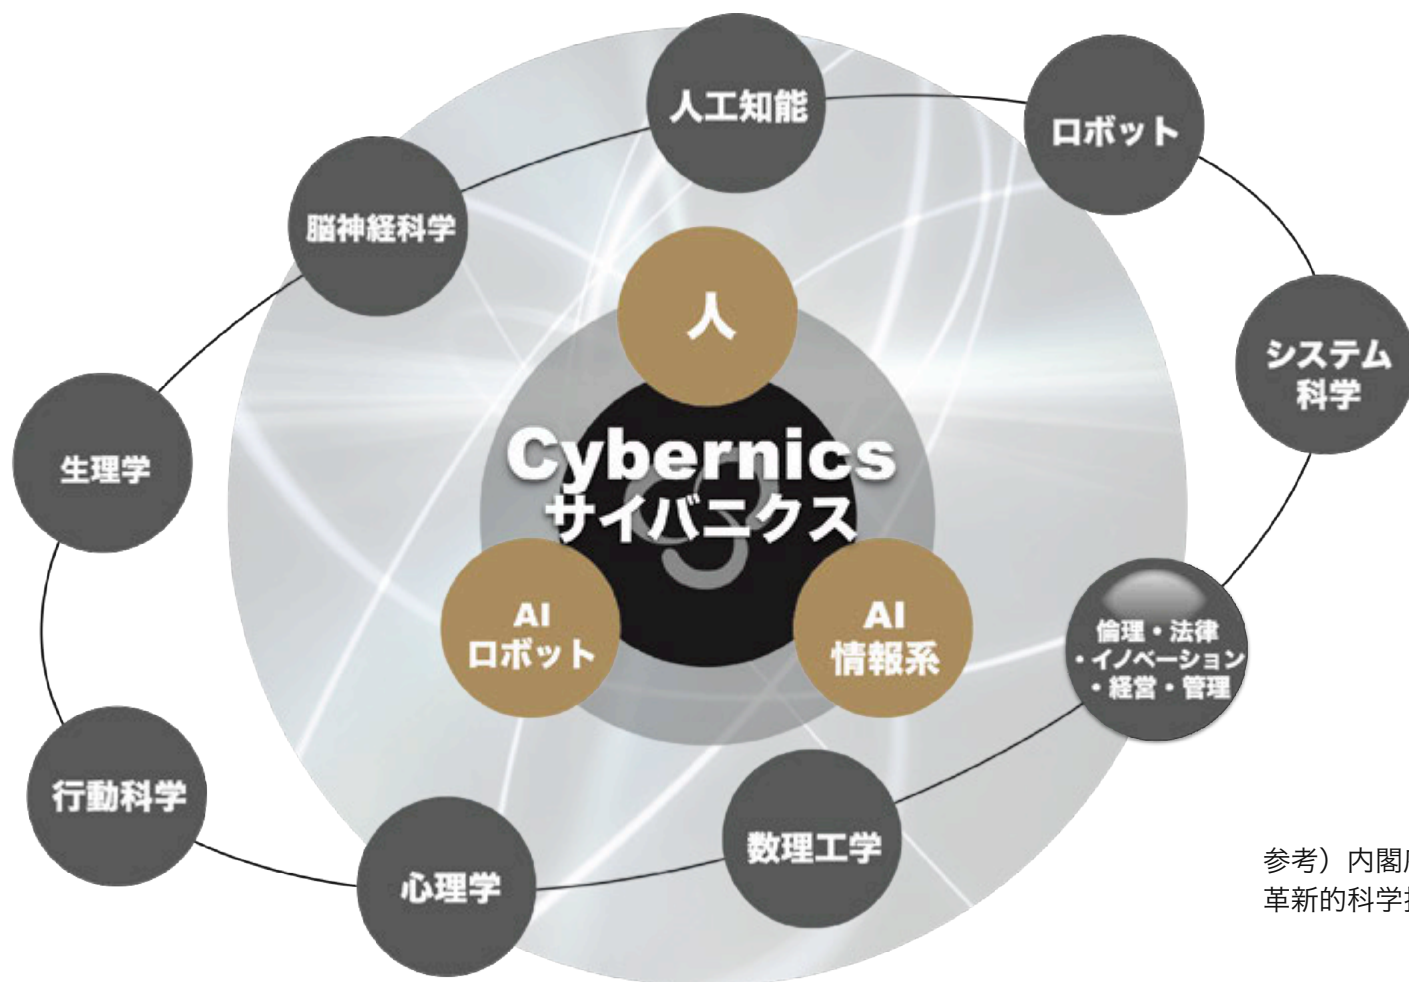 人工知能
ロボット
脳神経科学
人
システム
科学
Cybernics
サイバニクス
生理学
AI
ロボット
AI
情報系
倫理・法律
・イノベーション
・経営・管理
行動科学
心理学
数理工学
参考）内閣
革新的科学